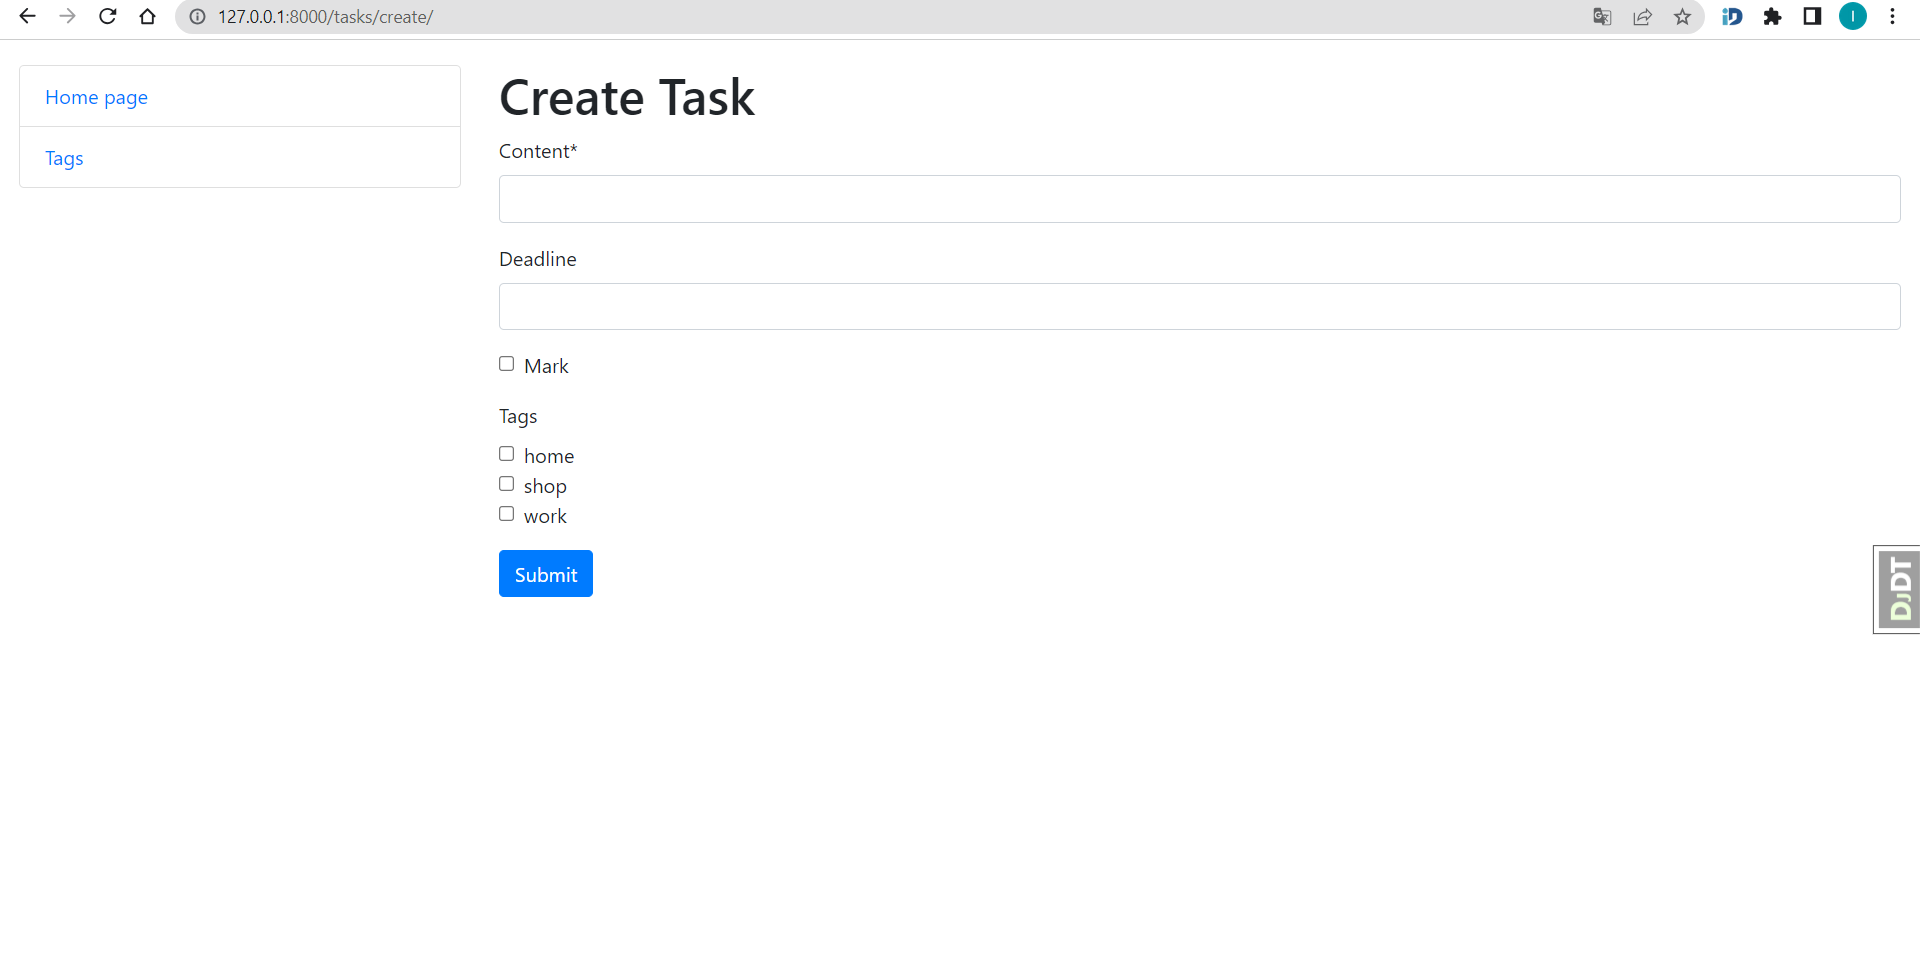 127.0.0.1:8000/tasks/create/
I
Home page
Tags
Create Task
Content*
Deadline
Mark
Tags
home
shop
work
Submit
DJDT